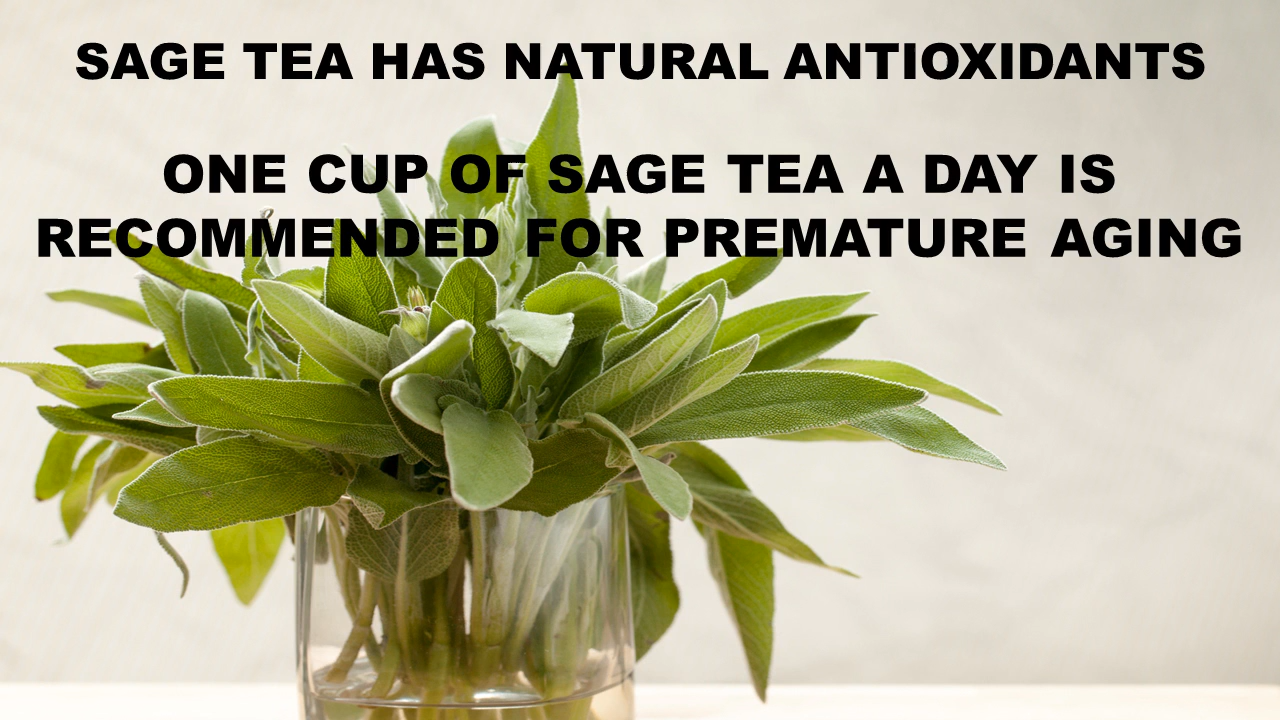 SAGE TEA HAS NATURAL ANTIOXIDANTS
ONE CUP OF SAGE TEA A DAY IS
RECOMMENDED FOR PREMATURE AGING